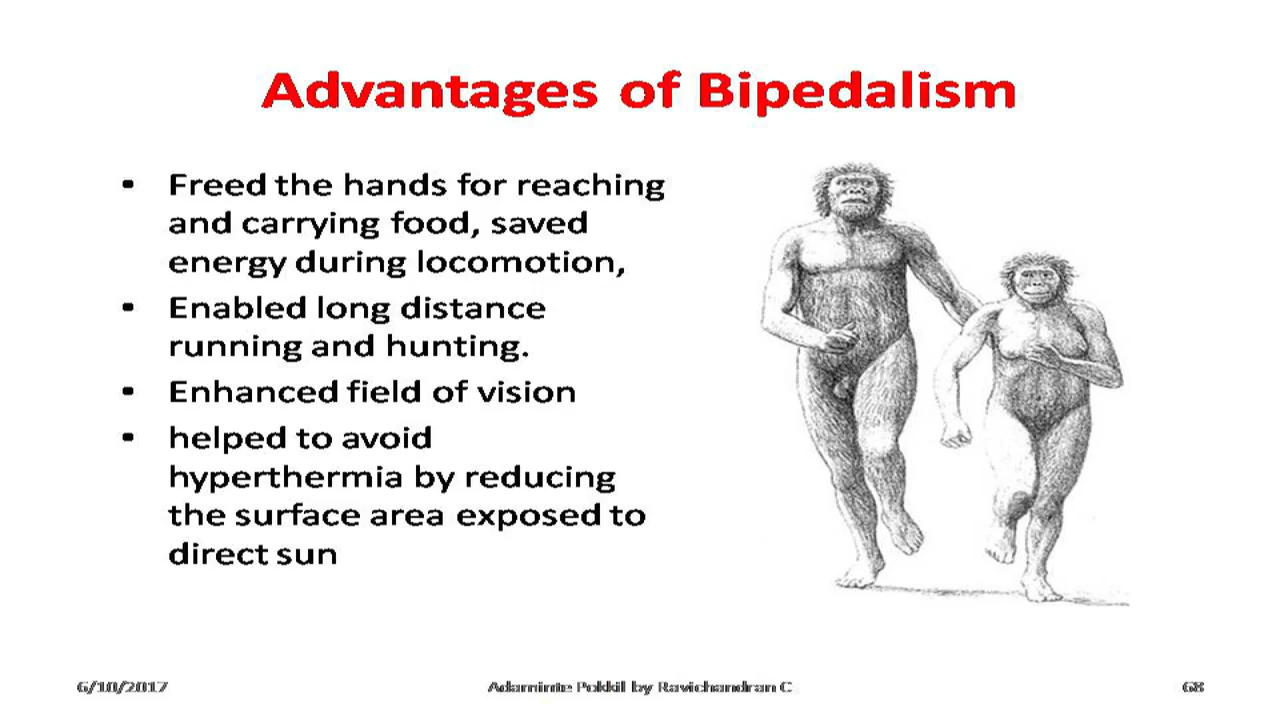 Advantages of Bipedalism
• Freed the hands for reaching
and carrying food, saved
energy during locomotion,
• Enabled long distance
running and hunting.
• Enhanced field of vision
• helped to avoid
hyperthermia by reducing
the surface area exposed to
direct sun
6/10/2017
Adaminte Pokkil by Ravichandran C
68